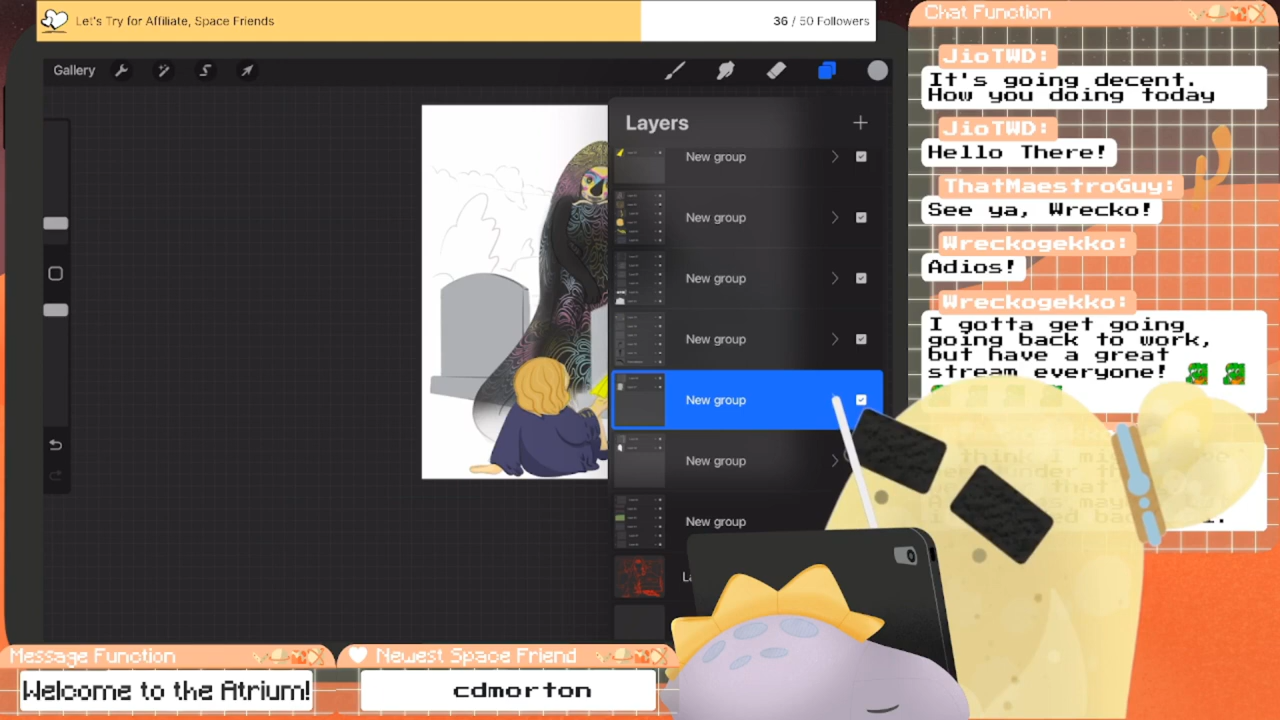 Let's Try for Affiliate, Space Friends
36 / 50 Followers
Gallery
Layers
New group
New group
New group
New group
New group
New group
New group
Chat Function
JioTWD:
It's going decent.
How you doing today
JioTWD:
Hello There!
ThatMaestroGuy:
See ya, Wrecko!
Wreckogekko:
Adios!
Wreckogekko:
I gotta get going
going back to work,
but have a great
stream everyone!
Message Function
Welcome to the Atrium!
Newest Space Friend
cdmorton